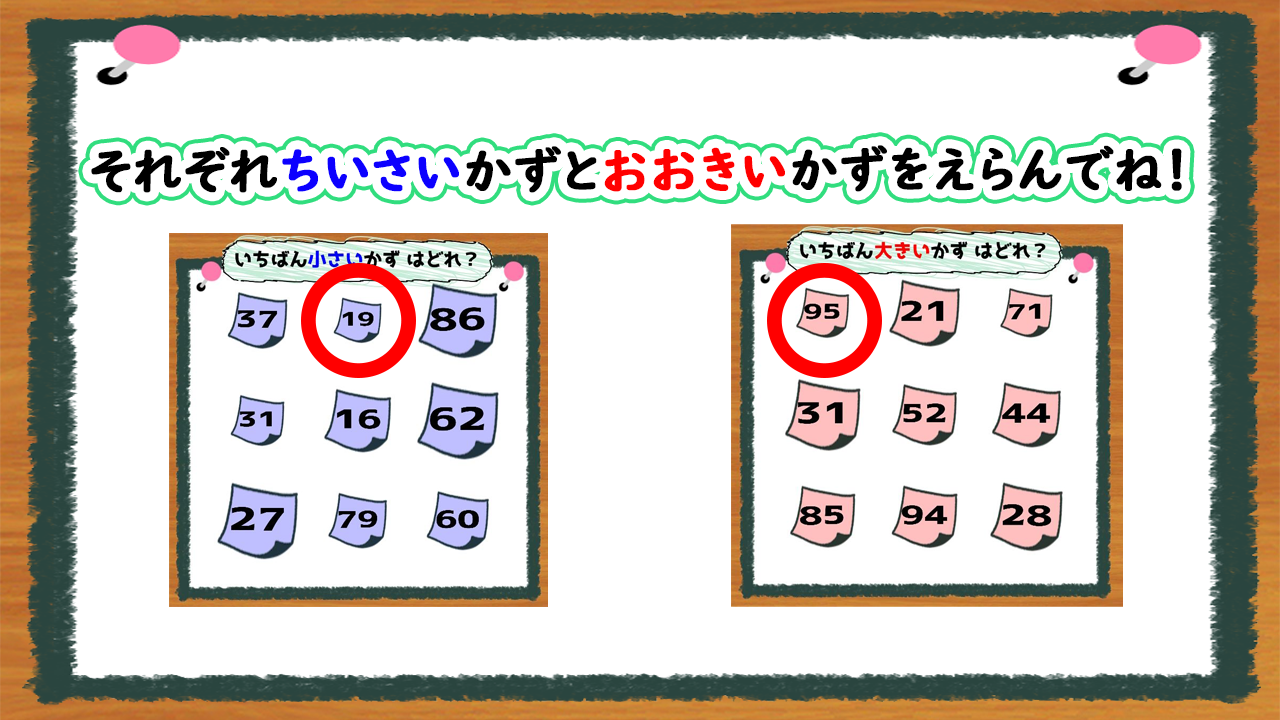 それぞれちいさいかずとおおきいかずをえらんでね！
いちばん小さいかず はどれ？
37 19 86
31 16 62
27 79 60
いちばん大きいかず はどれ？
95 21 71
31 52 44
85 94 28